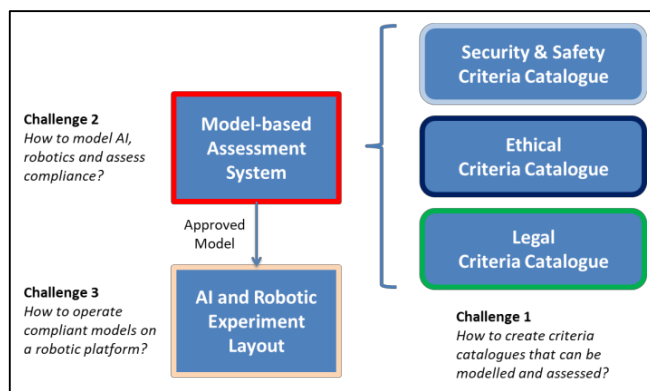 Challenge 2
How to model AI,
robotics and assess
compliance?
Model-based
Assessment
System
Approved
Model
Challenge 3
How to operate
compliant models on
a robotic platform?
AI and Robotic
Experiment
Layout
Security & Safety
Criteria Catalogue
Ethical
Criteria Catalogue
Legal
Criteria Catalogue
Challenge 1
How to create criteria
catalogues that can be
modelled and assessed?